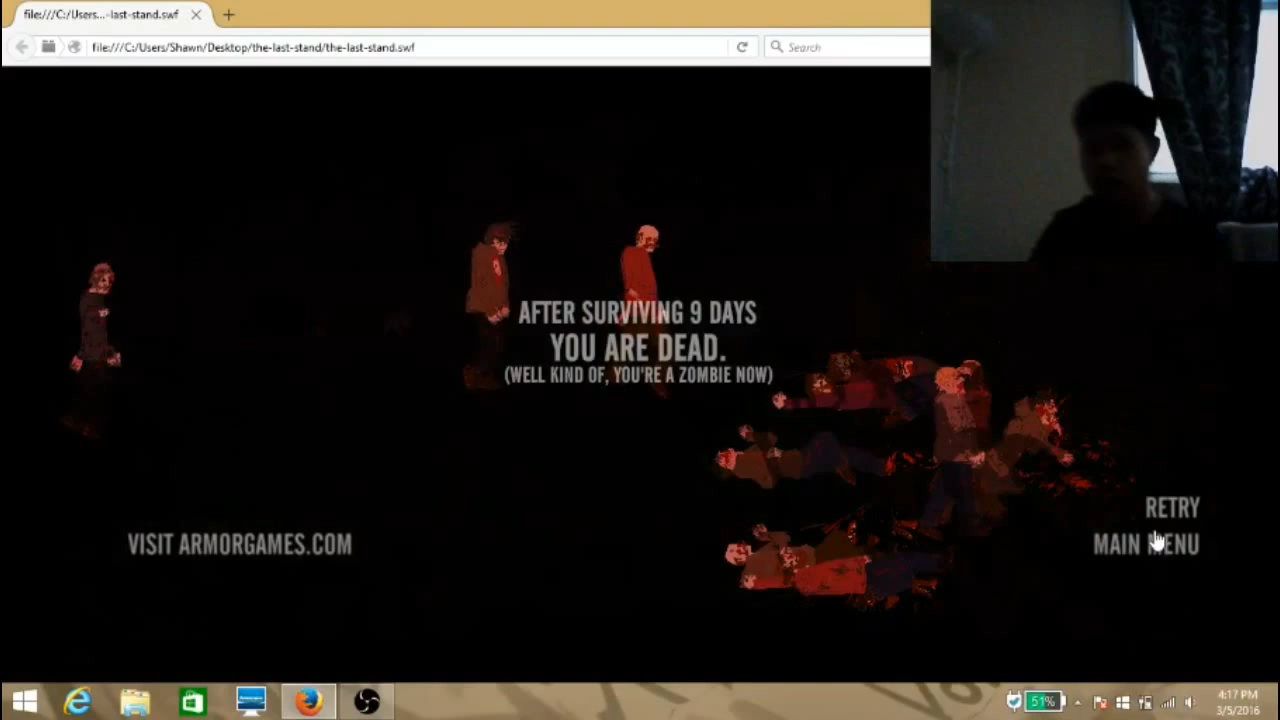 file:///C:/Users...-last-stand.swf
file:///C:/Users/Shawn/Desktop/the-last-stand/the-last-stand.swf
Search
AFTER SURVIVING 9 DAYS
YOU ARE DEAD.
(WELL KIND OF, YOU'RE A ZOMBIE NOW)
RETRY
VISIT ARMORGAMES.COM
MAIN MENU
51%
4:17 PM
3/5/2016